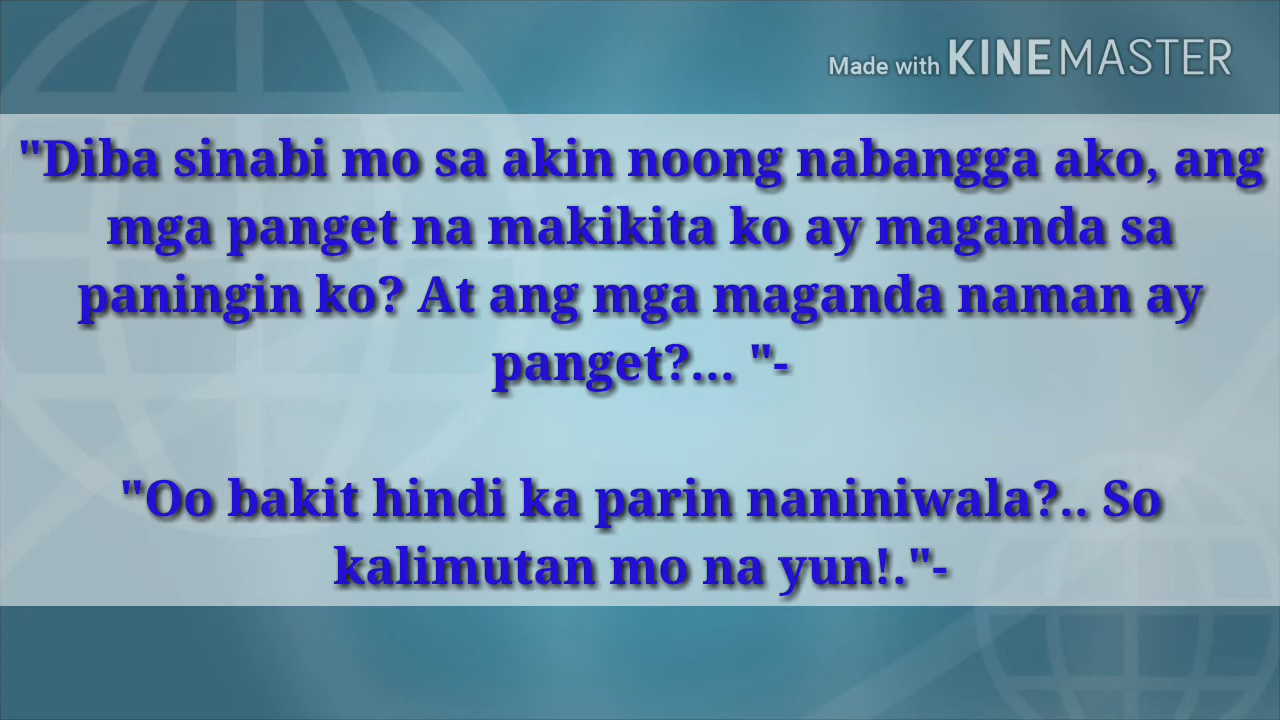 Made with KINEMASTER
"Diba sinabi mo sa akin noong nabangga ako, ang
mga panget na makikita ko ay maganda sa
paningin ko? At ang mga maganda naman ay
panget?... "-
"Oo bakit hindi ka parin naniniwala?.. So
kalimutan mo na yun!."-